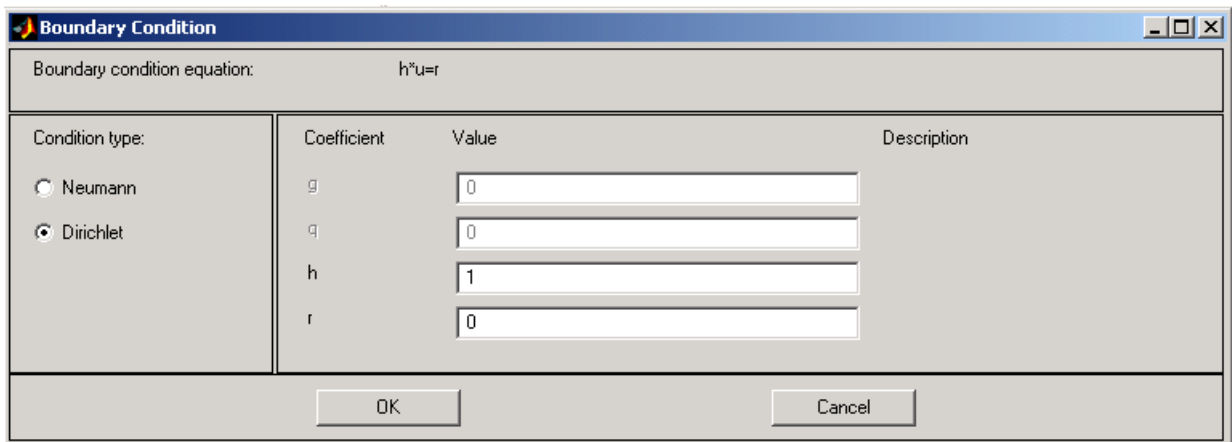 Boundary Condition
Boundary condition equation: h*u=r
Condition type: Coefficient Value Description
Neumann g 0
Dirichlet q 0
h 1
r 0
OK Cancel